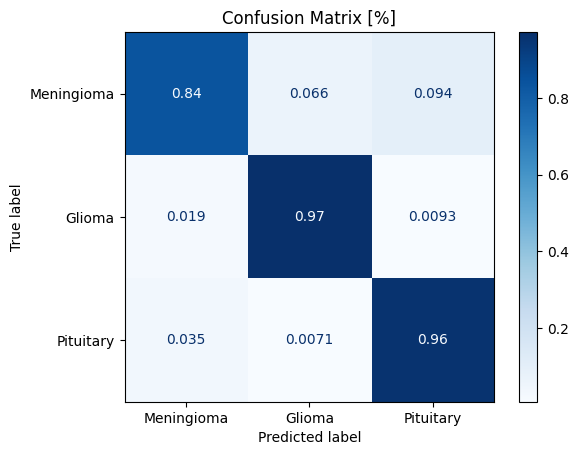 Confusion Matrix [%]
True label
Meningioma
0.84
0.066
0.094
Glioma
0.019
0.97
0.0093
Pituitary
0.035
0.0071
0.96
Meningioma
Glioma
Pituitary
Predicted label
0.8
0.6
0.4
0.2